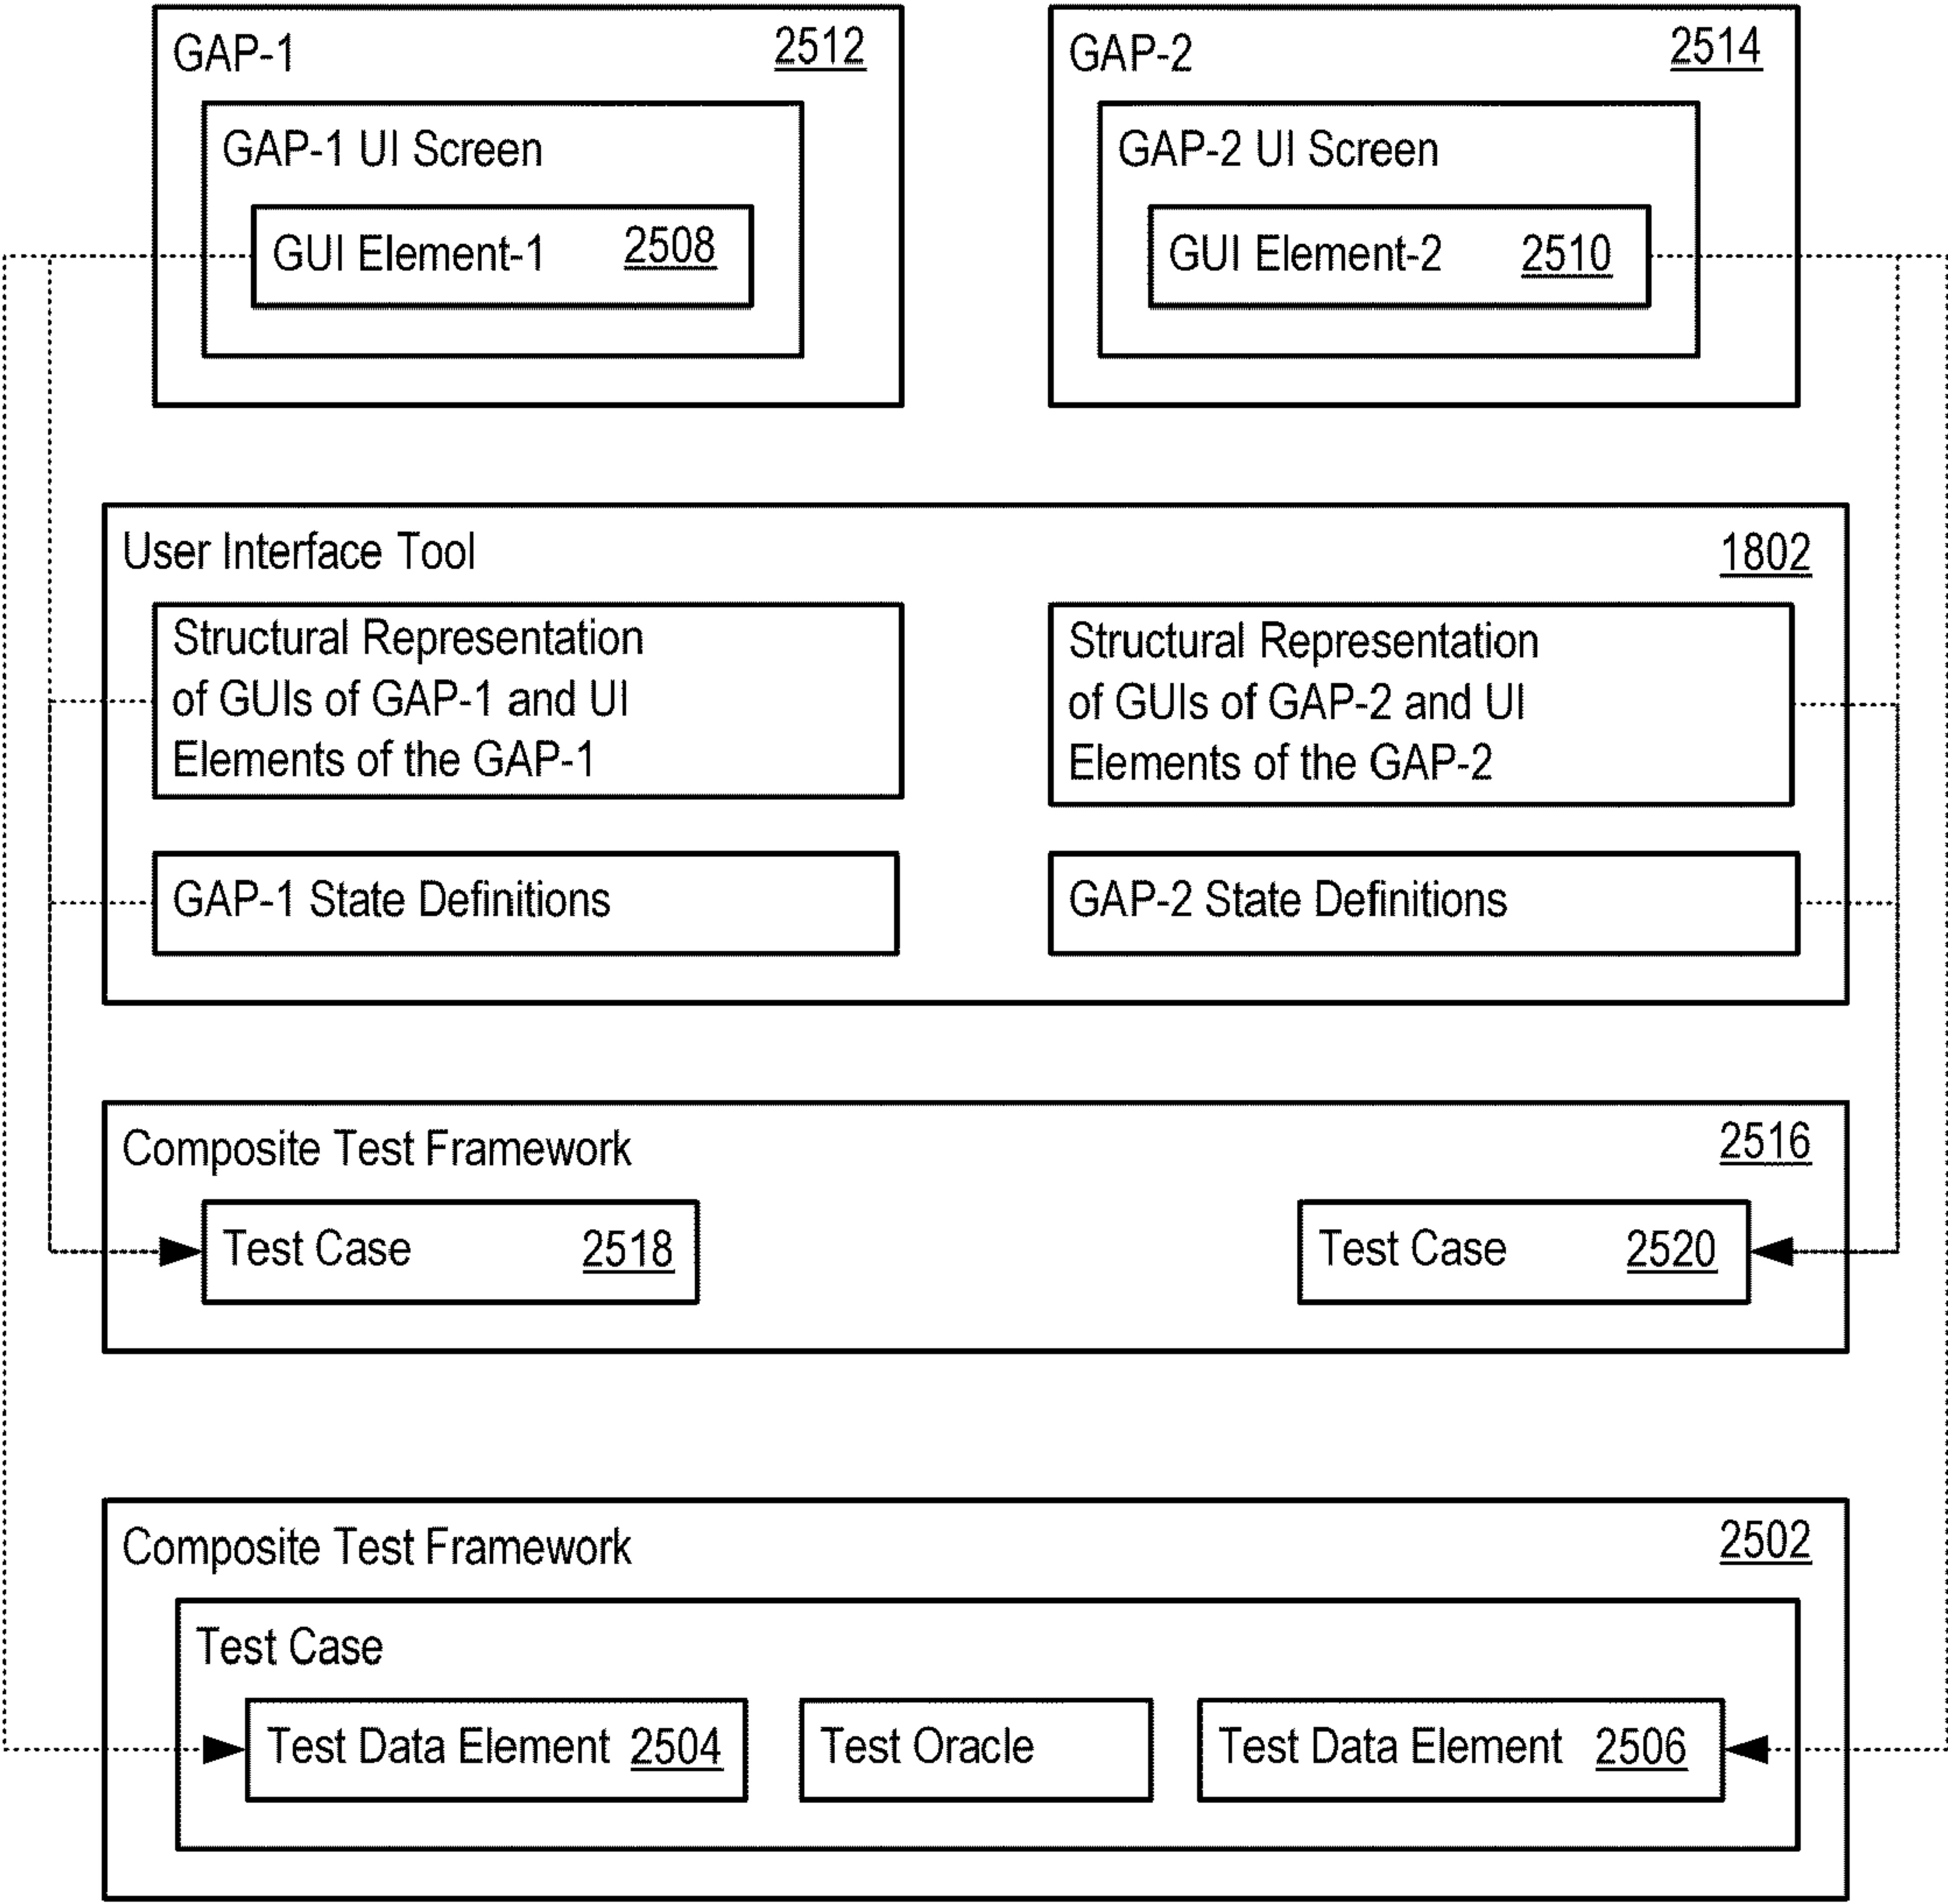 GAP-1 2512
GAP-1 UI Screen
GUI Element-1 2508
GAP-2 2514
GAP-2 UI Screen
GUI Element-2 2510
User Interface Tool 1802
Structural Representation
of GUIs of GAP-1 and UI
Elements of the GAP-1
Structural Representation
of GUIs of GAP-2 and UI
Elements of the GAP-2
GAP-1 State Definitions
GAP-2 State Definitions
Composite Test Framework 2516
Test Case 2518
Test Case 2520
Composite Test Framework 2502
Test Case
Test Data Element 2504
Test Oracle
Test Data Element 2506